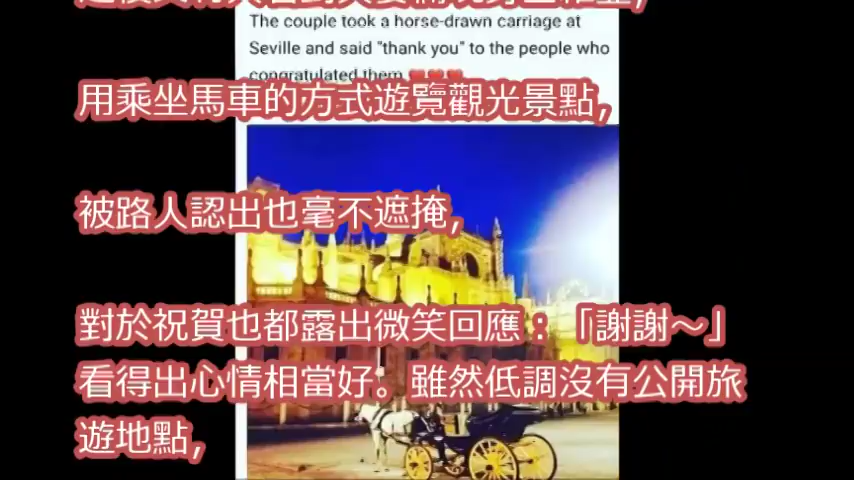 The couple took a horse-drawn carriage at
Seville and said "thank you" to the people who
congratulated them ❤❤❤
用乘坐馬車的方式遊覽觀光景點,
被路人認出也毫不遮掩,
對於祝賀也都露出微笑回應：「謝謝～」
看得出心情相當好。雖然低調沒有公開旅
遊地點,